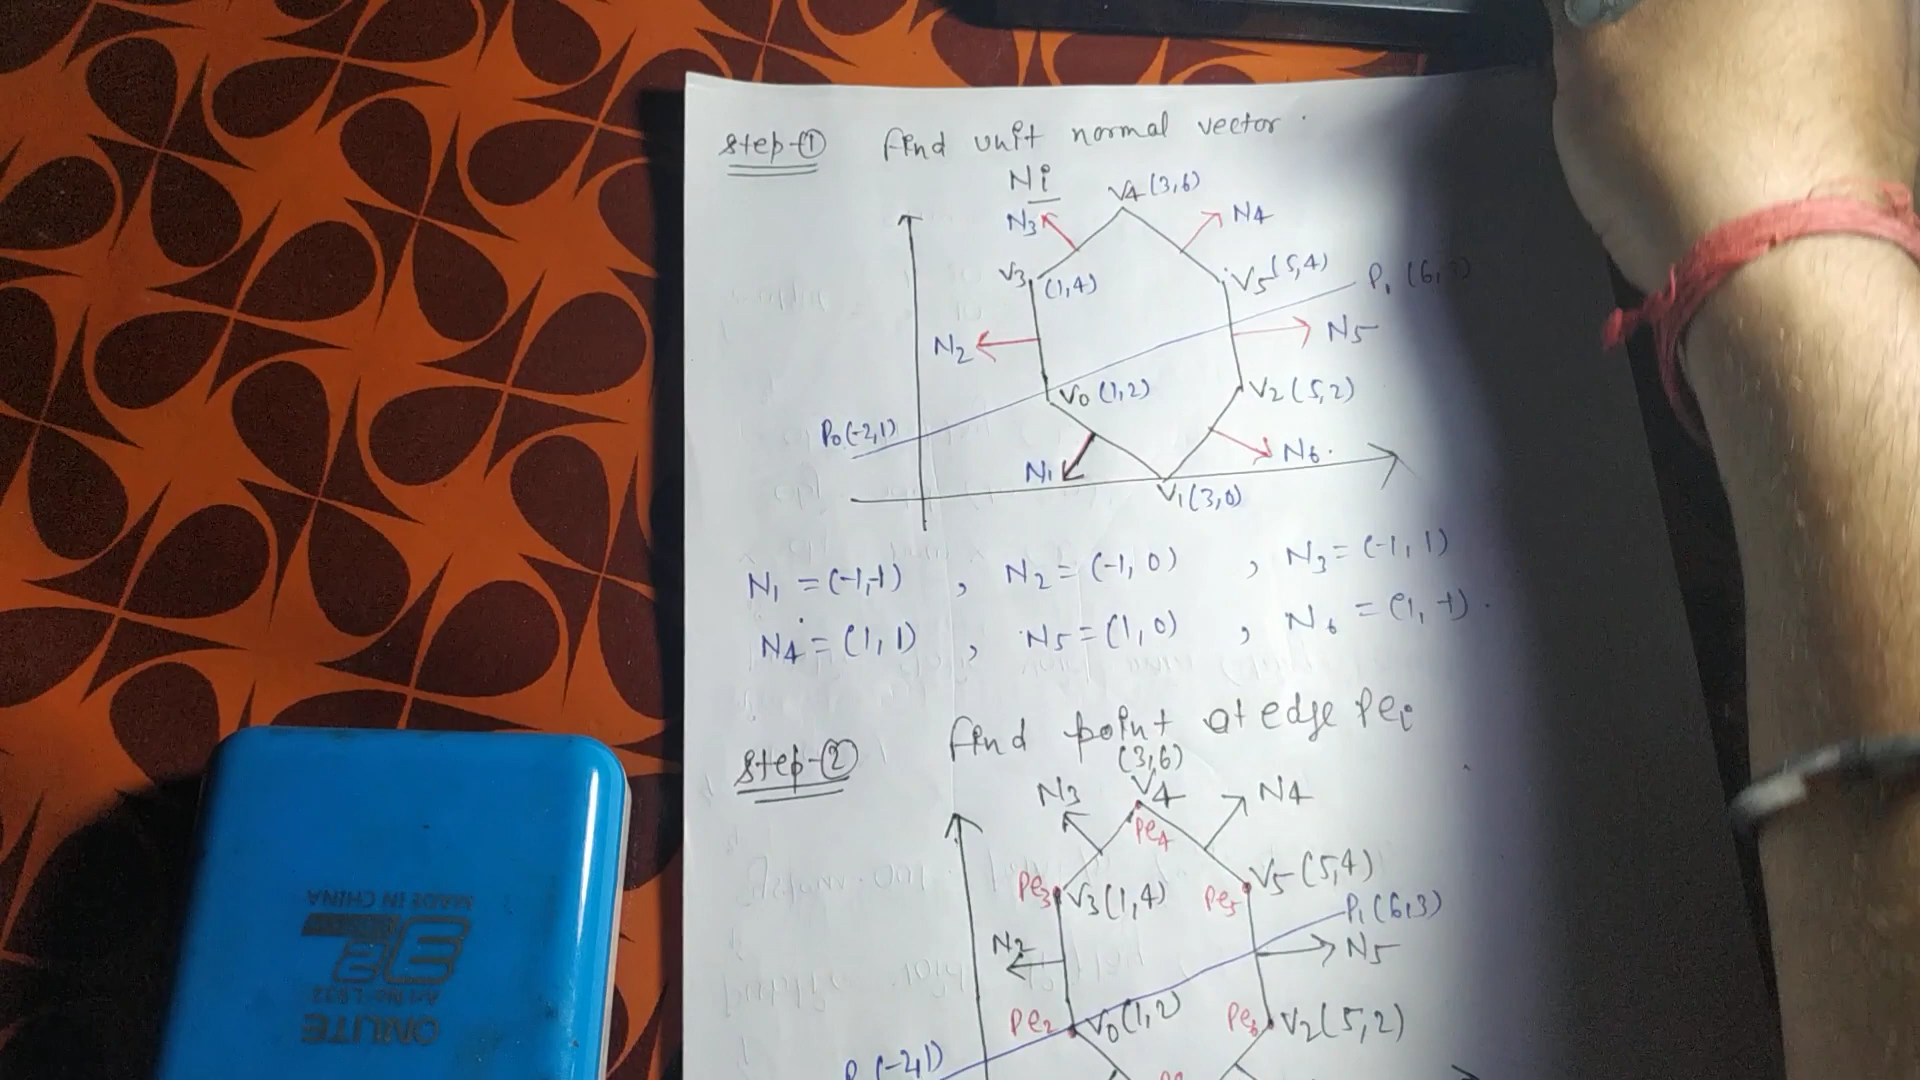 Step-①
Find unit normal vector.
Ni
V4 (3,6)
N3
N4
V3
(1,4)
V5 (5,4)
P1 (6,3)
N2
N5
V0 (1,2)
V2 (5,2)
P0(-2,1)
N1
N6.
V1(3,0)
N1 = (-1,-1) , N2 = (-1, 0) , N3 = (-1, 1)
N4 = (1, 1) , N5 = (1, 0) , N6 = (1, -1).
Step-②
Find point at edge Pei
(3,6)
N3
V4
N4
Pe4
V5 (5,4)
Pe3
V3 (1,4)
Pe5
P1 (6,3)
N2
N5
Pe2
V0 (1,2)
Pe6
V2 (5,2)
(-2,1)
MADE IN CHINA
Art No-L932
ONLITE